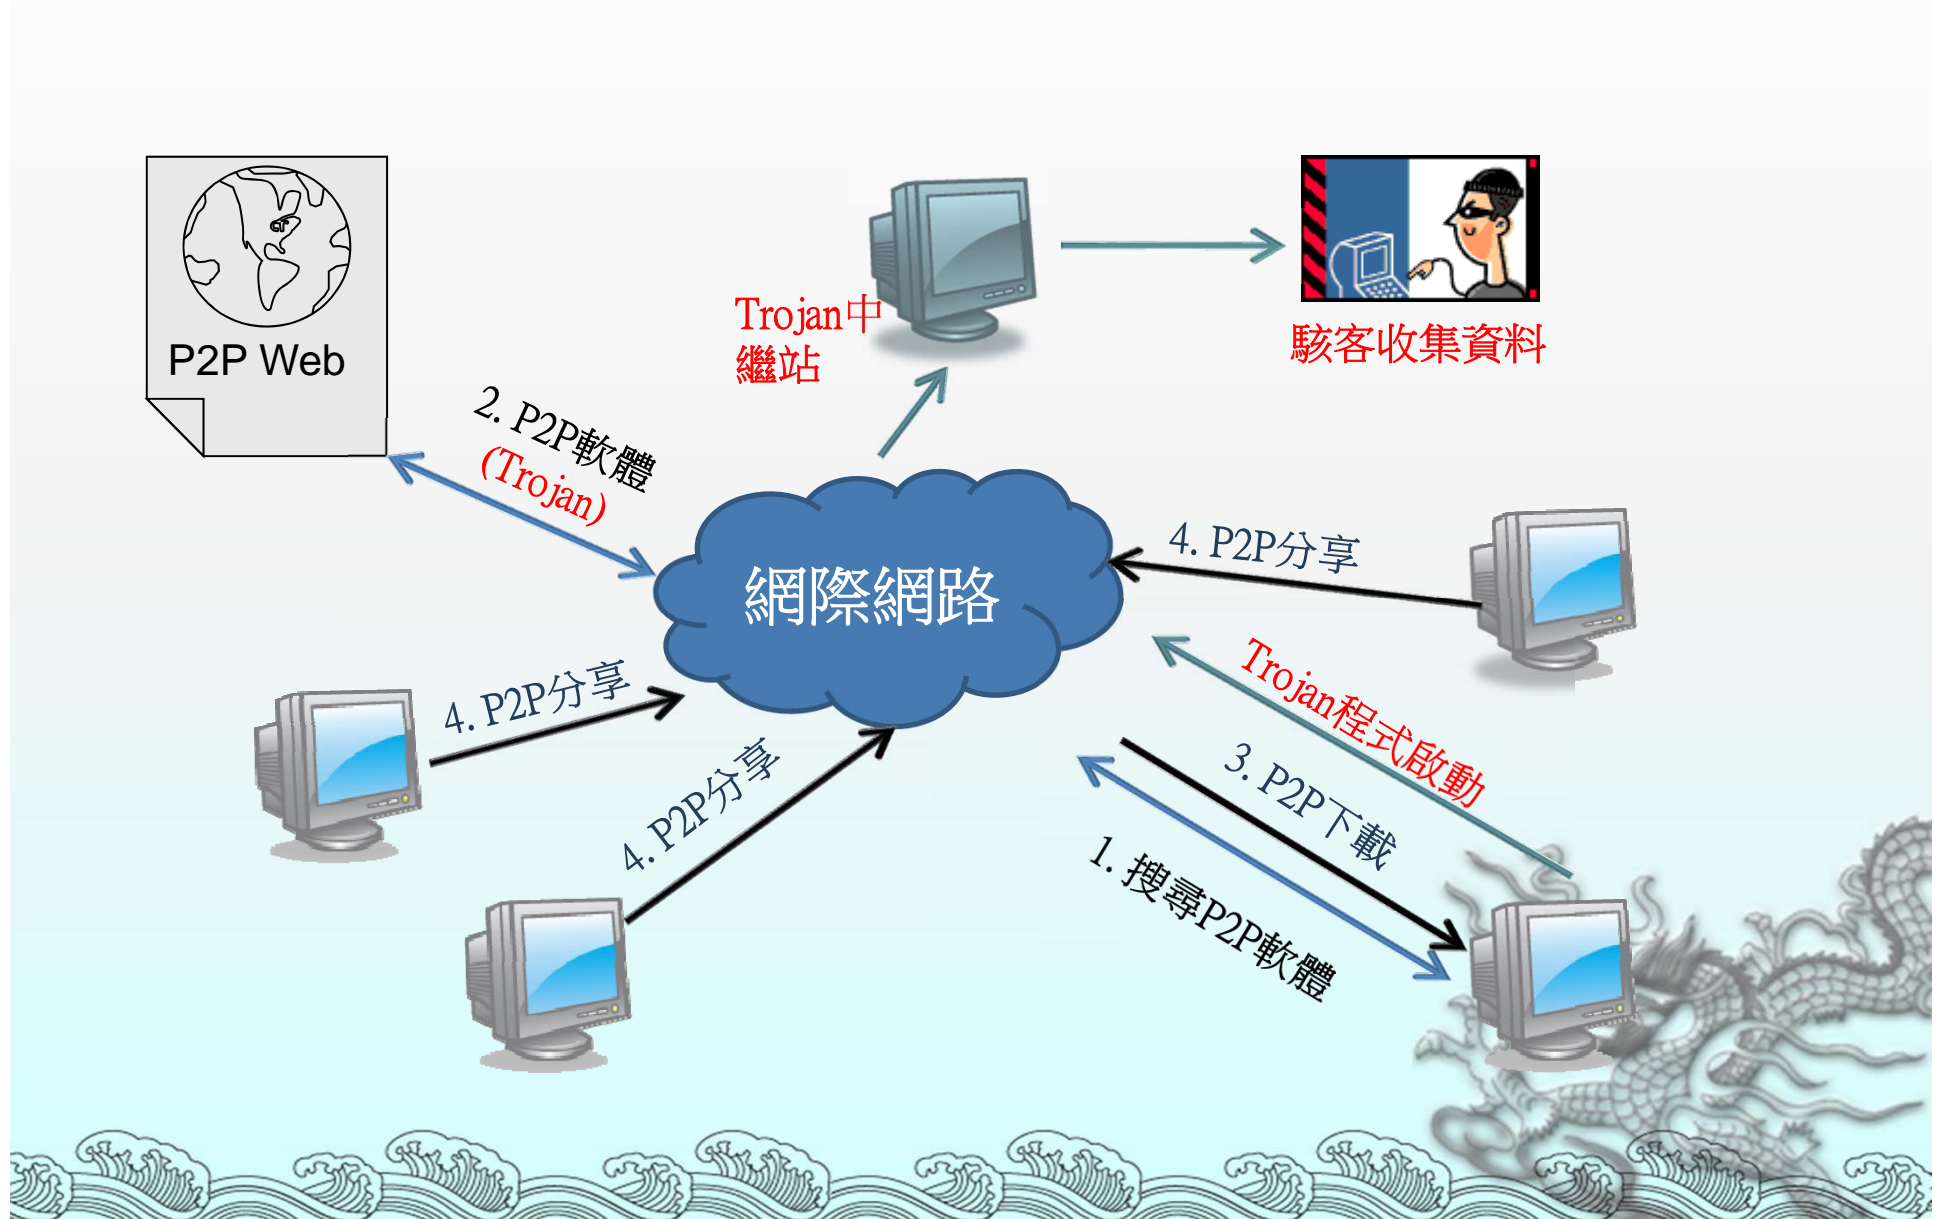 P2P Web
Trojan中
繼站
駭客收集資料
2. P2P軟體
(Trojan)
網際網路
4. P2P分享
4. P2P分享
4. P2P分享
Trojan程式啟動
3. P2P下載
1. 搜尋P2P軟體